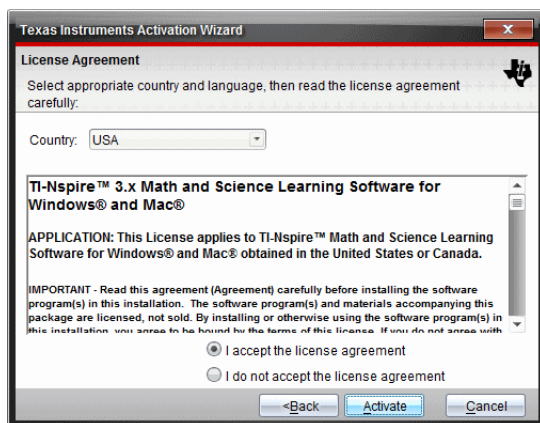 Texas Instruments Activation Wizard
License Agreement
Select appropriate country and language, then read the license agreement
carefully:
Country: USA
TI-Nspire™ 3.x Math and Science Learning Software for
Windows® and Mac®
APPLICATION: This License applies to TI-Nspire™ Math and Science Learning
Software for Windows® and Mac® obtained in the United States or Canada.
IMPORTANT - Read this agreement (Agreement) carefully before installing the software
program(s) in this installation. The software program(s) and materials accompanying this
package are licensed, not sold. By installing or otherwise using the software program(s) in
this installation, you agree to be bound by the terms of this license. If you do not agree with
I accept the license agreement
I do not accept the license agreement
<Back Activate Cancel